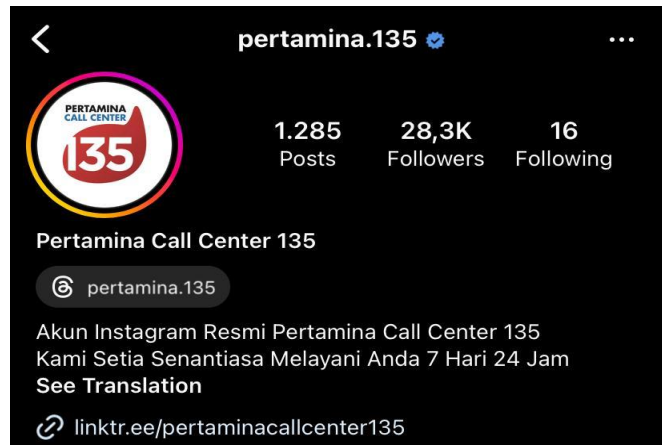 pertamina.135
PERTAMINA
CALL CENTER
135
1.285
28,3K
16
Posts
Followers
Following
Pertamina Call Center 135
pertamina.135
Akun Instagram Resmi Pertamina Call Center 135
Kami Setia Senantiasa Melayani Anda 7 Hari 24 Jam
See Translation
linktr.ee/pertaminacallcenter135